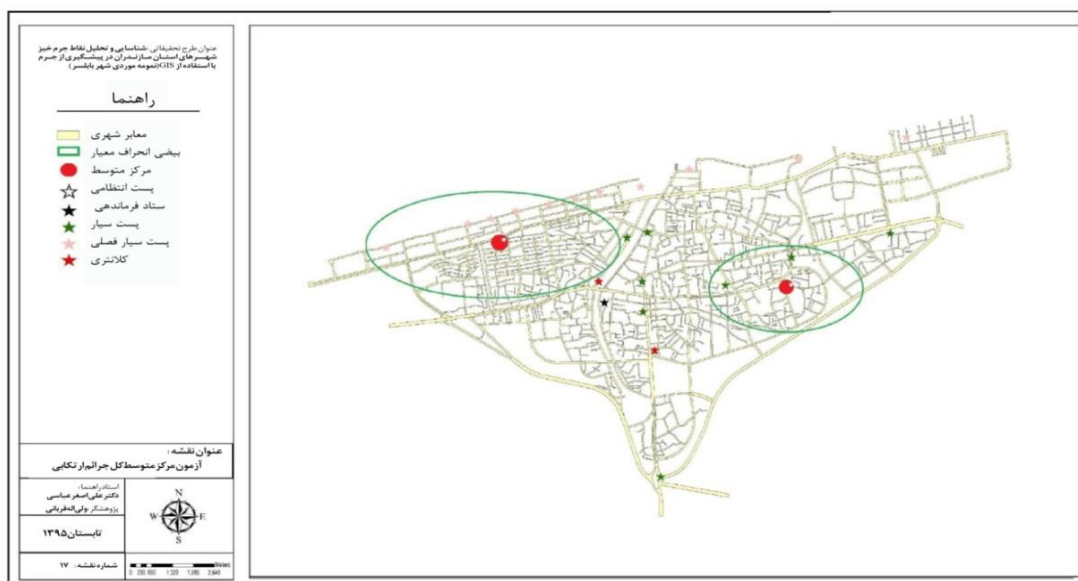 عنوان طرح تحقیقاتی :شناسایی و تحلیل نقاط جرم خیز
شهرهای استان مازندران در پیشگیری از جرم
با استفاده از GIS(نمومه موردی شهر بابلسر)
راهنما
معابر شهری
بیضی انحراف معیار
مرکز متوسط
پست انتظامی
ستاد فرماندهی
پست سیار
پست سیار فصلی
کلانتری
عنوان نقشه :
آزمون مرکز متوسط کل جرائم ارتکابی
استاد راهنما:
دکتر علی اصغر عباسی
پژوهشگر :ولی اله قربانی
تابستان ۱۳۹۵
شماره نقشه: ۱۷
N
W E
S